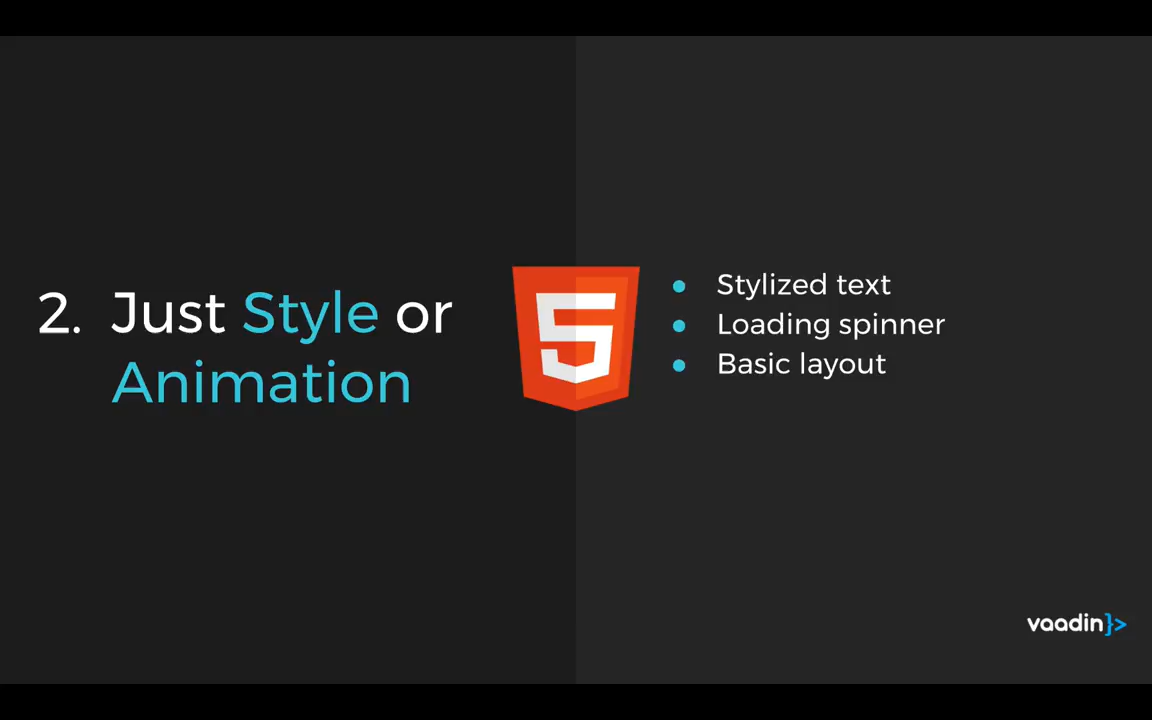 2. Just Style or
Animation
5
● Stylized text
● Loading spinner
● Basic layout
vaadin}>